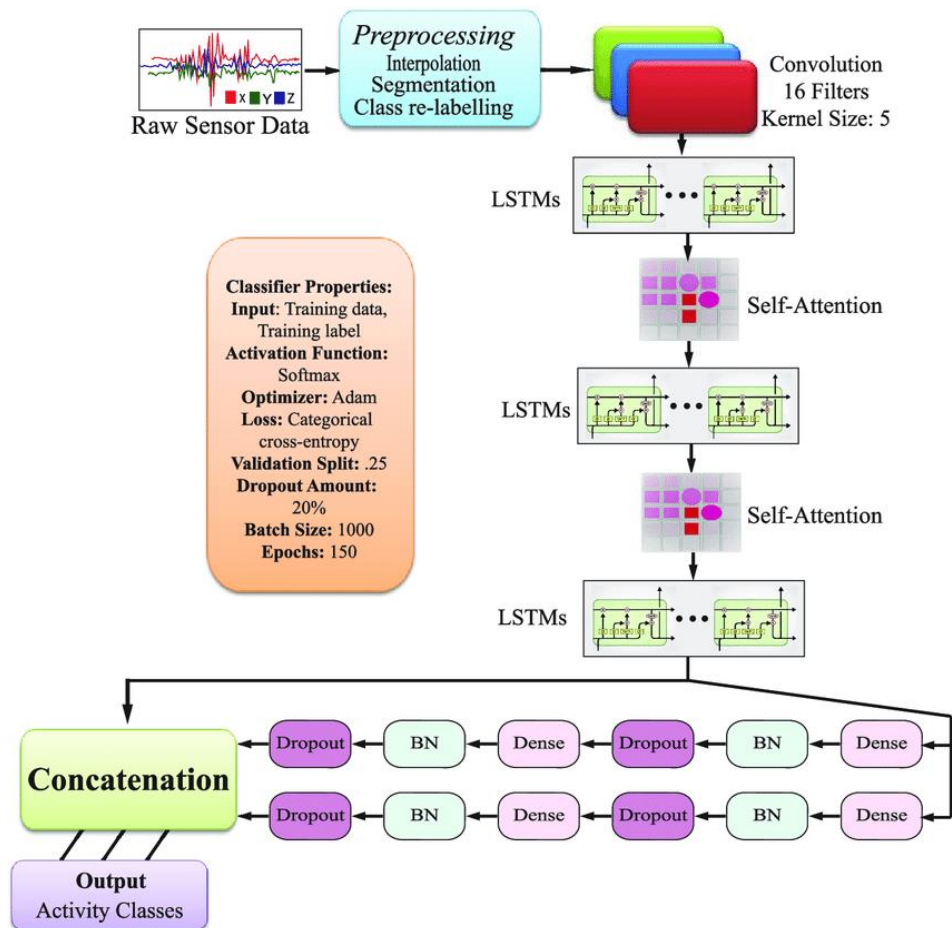 X Y Z
Raw Sensor Data
Preprocessing
Interpolation
Segmentation
Class re-labelling
Convolution
16 Filters
Kernel Size: 5
LSTMs
Self-Attention
LSTMs
Self-Attention
LSTMs
Classifier Properties:
Input: Training data,
Training label
Activation Function:
Softmax
Optimizer: Adam
Loss: Categorical
cross-entropy
Validation Split: .25
Dropout Amount:
20%
Batch Size: 1000
Epochs: 150
Concatenation
Dropout BN Dense Dropout BN Dense
Dropout BN Dense Dropout BN Dense
Output
Activity Classes